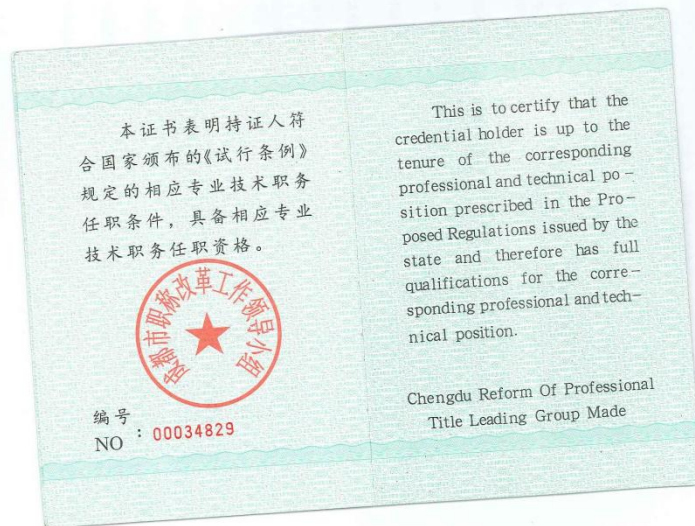 本证书表明持证人符
合国家颁布的《试行条例》
规定的相应专业技术职务
任职条件，具备相应专业
技术职务任职资格。
成都市职称改革工作领导小组
编号
NO : 00034829
This is to certify that the
credential holder is up to the
tenure of the corresponding
professional and technical po-
sition prescribed in the Pro-
posed Regulations issued by the
state and therefore has full
qualifications for the corre-
sponding professional and tech-
nical position.
Chengdu Reform Of Professional
Title Leading Group Made